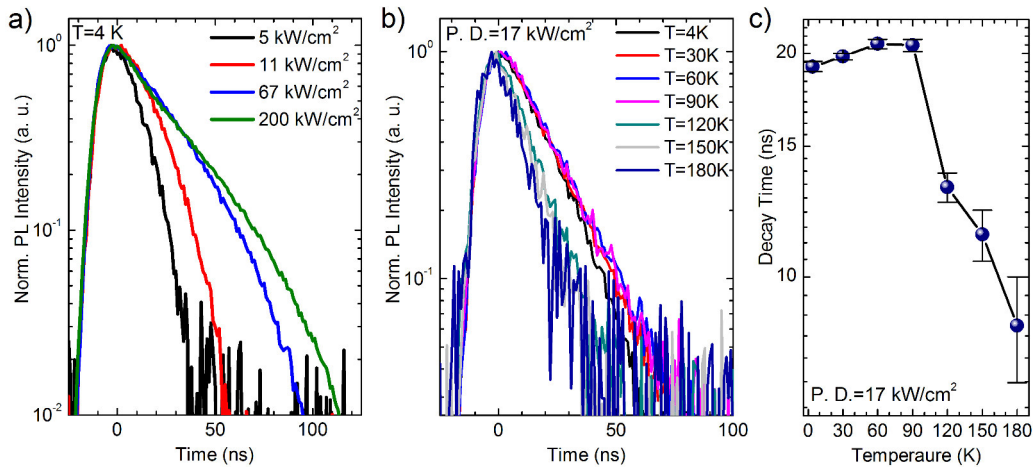 a)
T=4 K
5 kW/cm²
11 kW/cm²
67 kW/cm²
200 kW/cm²
Norm. PL Intensity (a. u.)
10⁰
10⁻¹
10⁻²
0 50 100
Time (ns)
b)
P. D.=17 kW/cm²
T=4K
T=30K
T=60K
T=90K
T=120K
T=150K
T=180K
Norm. PL Intensity (a. u.)
10⁰
10⁻¹
0 50 100
Time (ns)
c)
Decay Time (ns)
20
15
10
P. D.=17 kW/cm²
0 30 60 90 120 150 180
Temperaure (K)